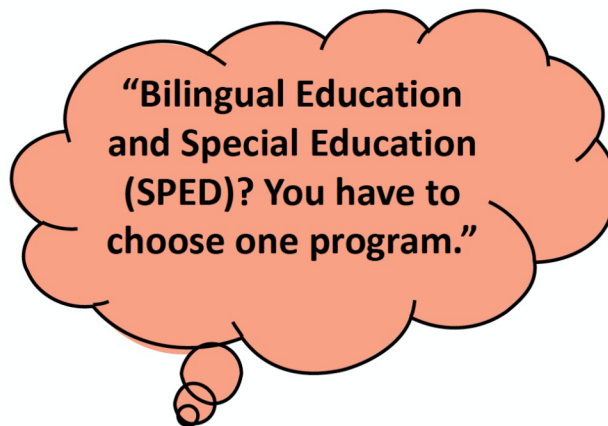 “Bilingual Education
and Special Education
(SPED)? You have to
choose one program.”